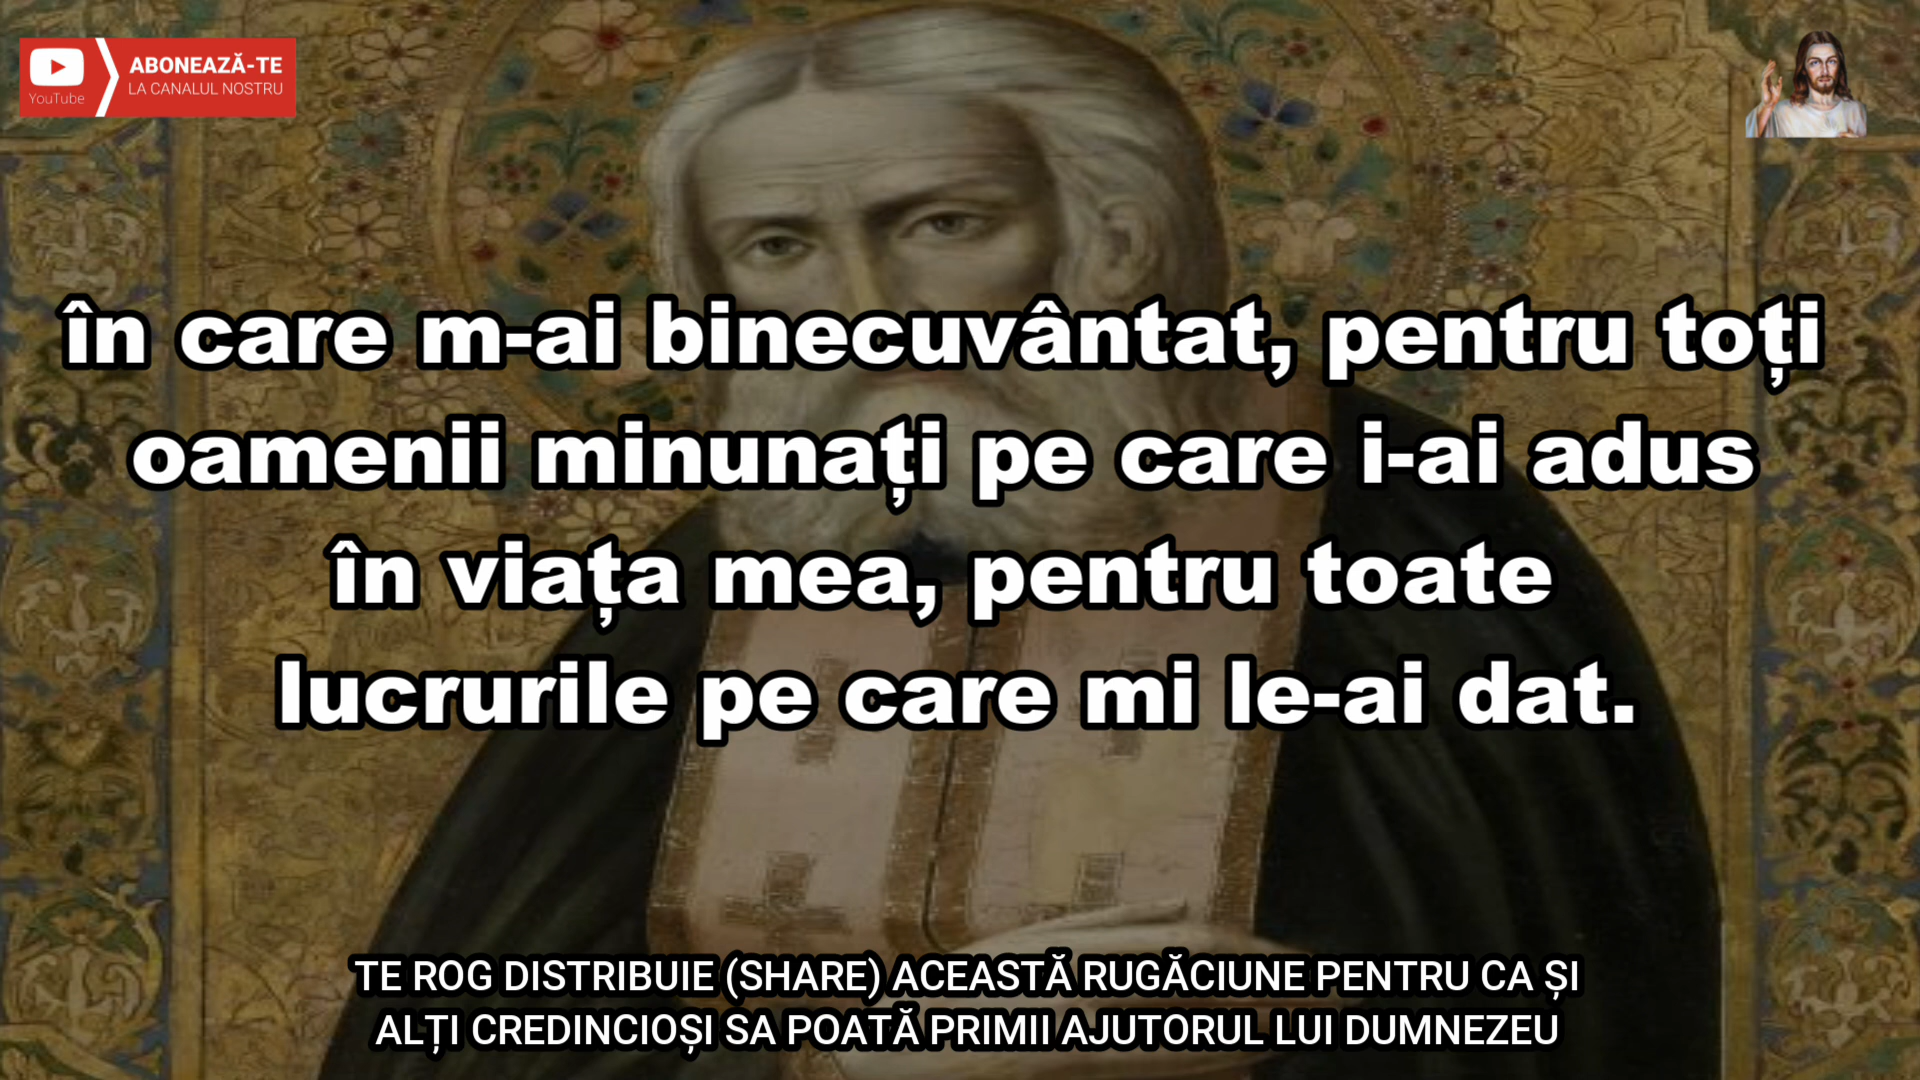 YouTube
ABONEAZĂ-TE
LA CANALUL NOSTRU
în care m-ai binecuvântat, pentru toți
oamenii minunați pe care i-ai adus
în viața mea, pentru toate
lucrurile pe care mi le-ai dat.
TE ROG DISTRIBUIE (SHARE) ACEASTĂ RUGĂCIUNE PENTRU CA ȘI
ALȚI CREDINCIOȘI SA POATĂ PRIMII AJUTORUL LUI DUMNEZEU